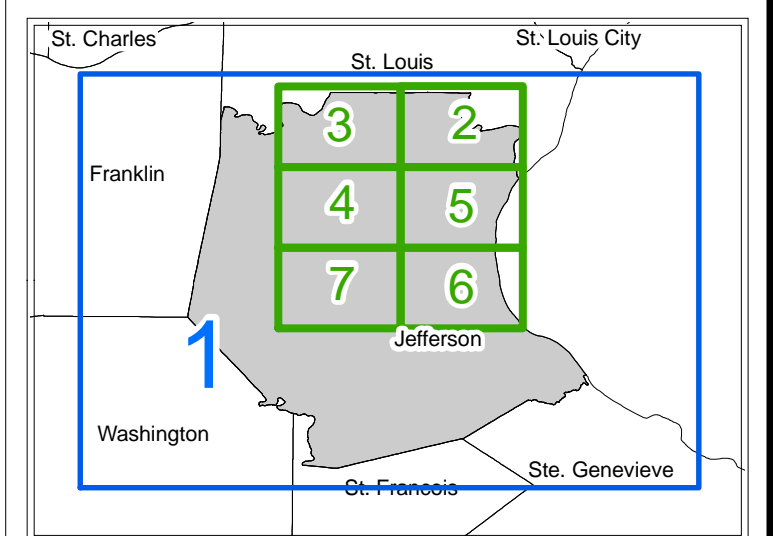 St. Charles
St. Louis City
St. Louis
3
2
Franklin
4
5
7
6
Jefferson
1
Washington
Ste. Genevieve
St. Francois